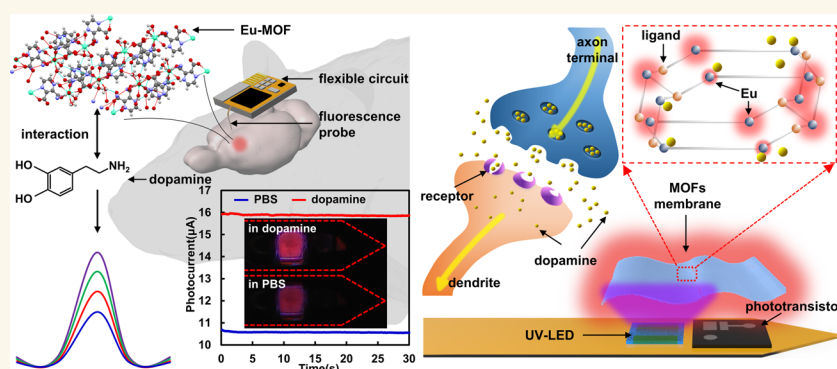 Eu-MOF
flexible circuit
fluorescence
probe
interaction
HO
HO
NH2
dopamine
PBS
dopamine
17
16
15
14
13
12
11
10
Photocurrent(μA)
in dopamine
in PBS
0
5
10
15
20
25
30
Time(s)
axon
terminal
receptor
dopamine
dendrite
ligand
Eu
MOFs
membrane
phototransisto
UV-LED